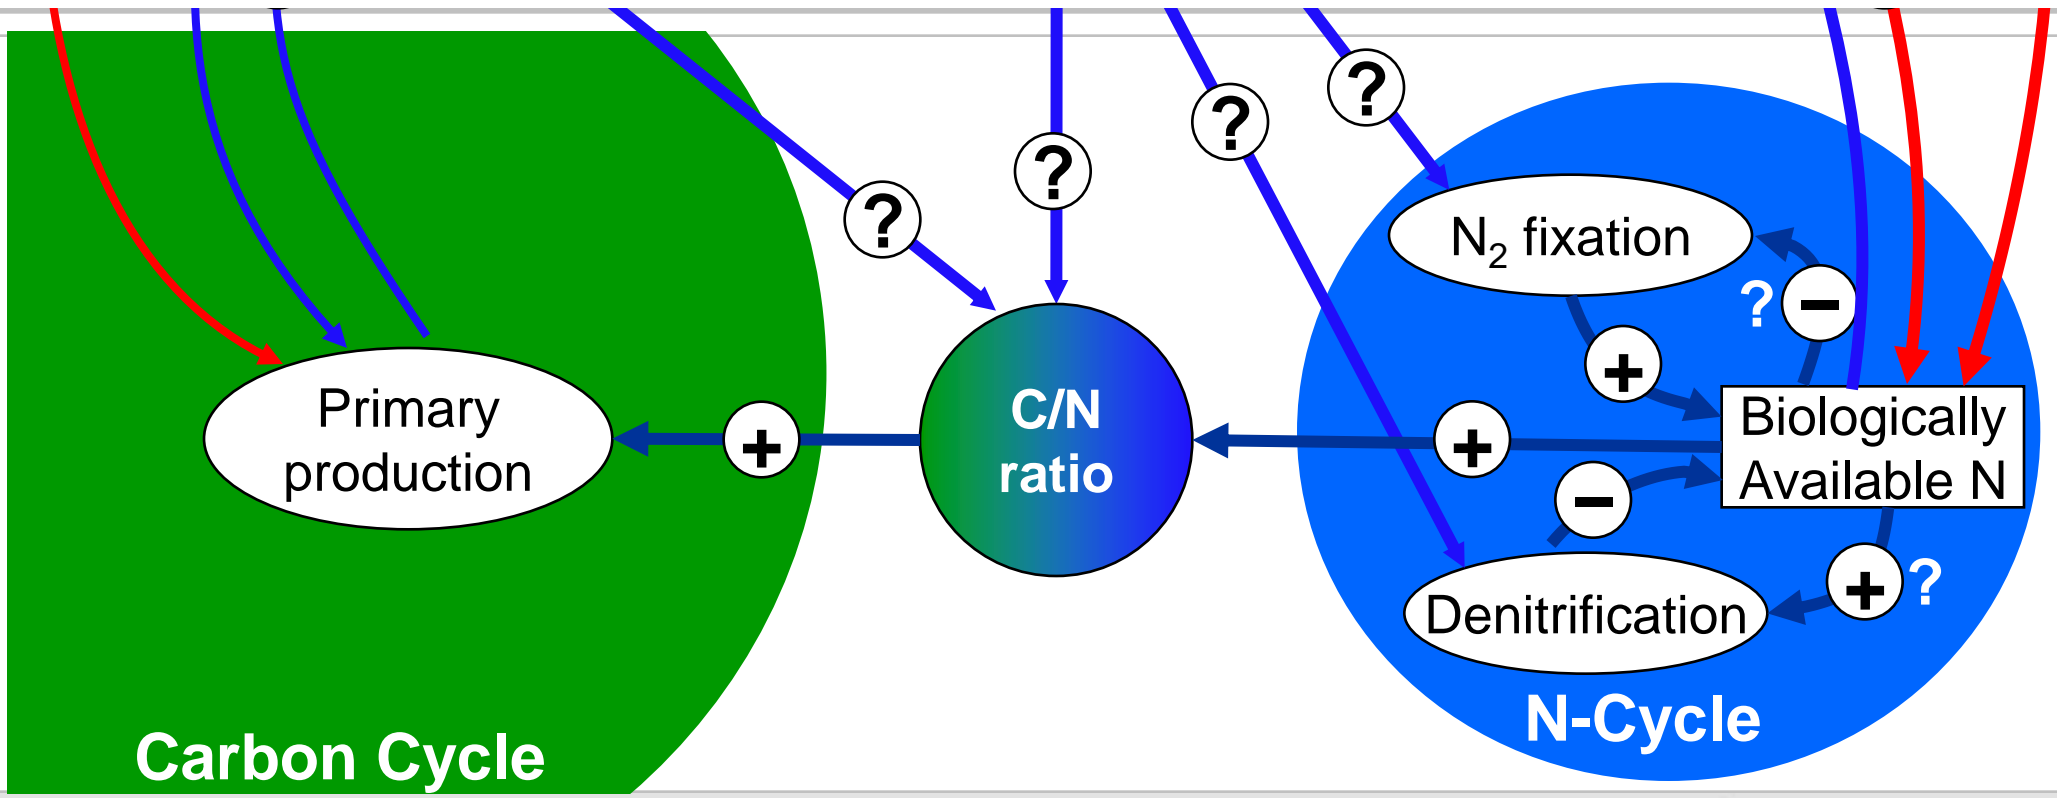 ?
?
?
?
N₂ fixation
? −
+
C/N
ratio
Primary
production
+
+
Biologically
Available N
−
+ ?
Denitrification
N-Cycle
Carbon Cycle